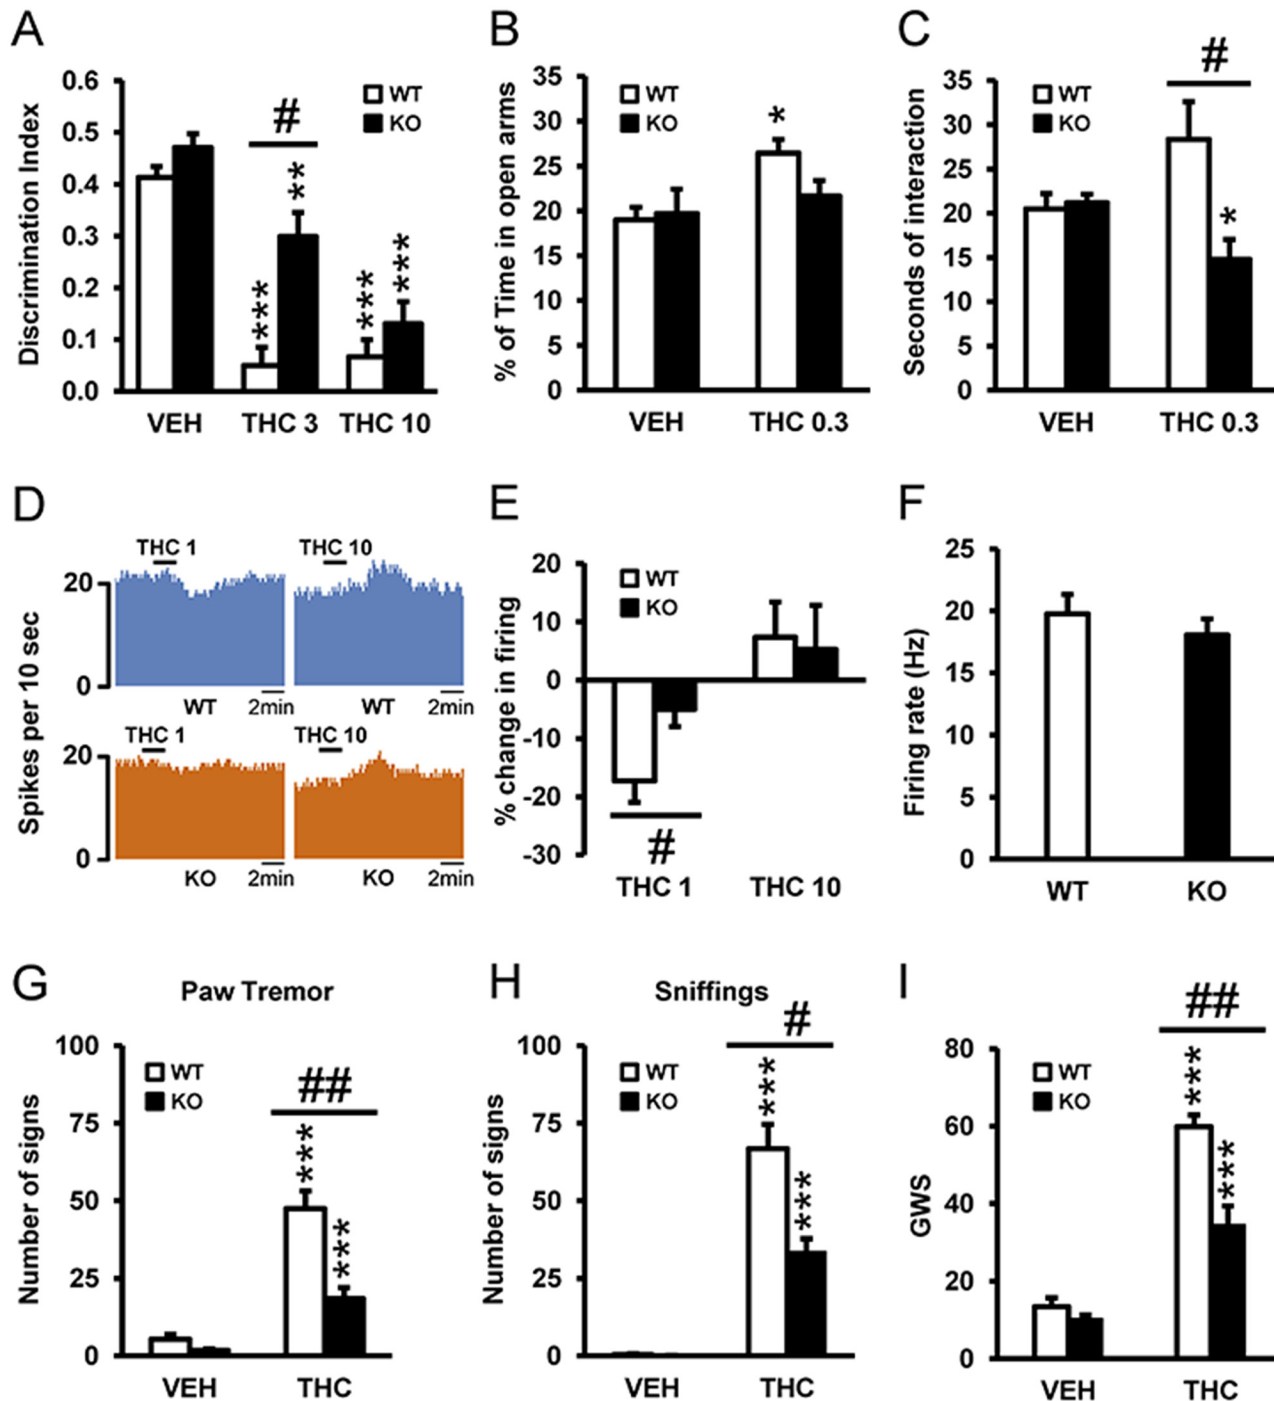 A
Discrimination Index
0.6
0.5
0.4
0.3
0.2
0.1
0.0
WT
KO
#
***
**
***
***
VEH
THC 3
THC 10
B
% of Time in open arms
35
30
25
20
15
10
5
0
WT
KO
*
VEH
THC 0.3
C
Seconds of interaction
35
30
25
20
15
10
5
0
WT
KO
#
*
VEH
THC 0.3
D
Spikes per 10 sec
THC 1
THC 10
20
0
WT
2min
WT
2min
THC 1
THC 10
20
0
KO
2min
KO
2min
E
% change in firing
20
10
0
-10
-20
-30
WT
KO
#
THC 1
THC 10
F
Firing rate (Hz)
25
20
15
10
5
0
WT
KO
G
Paw Tremor
Number of signs
100
75
50
25
0
WT
KO
##
***
***
VEH
THC
H
Sniffings
Number of signs
100
75
50
25
0
WT
KO
#
***
***
VEH
THC
I
GWS
80
60
40
20
0
WT
KO
##
***
***
VEH
THC